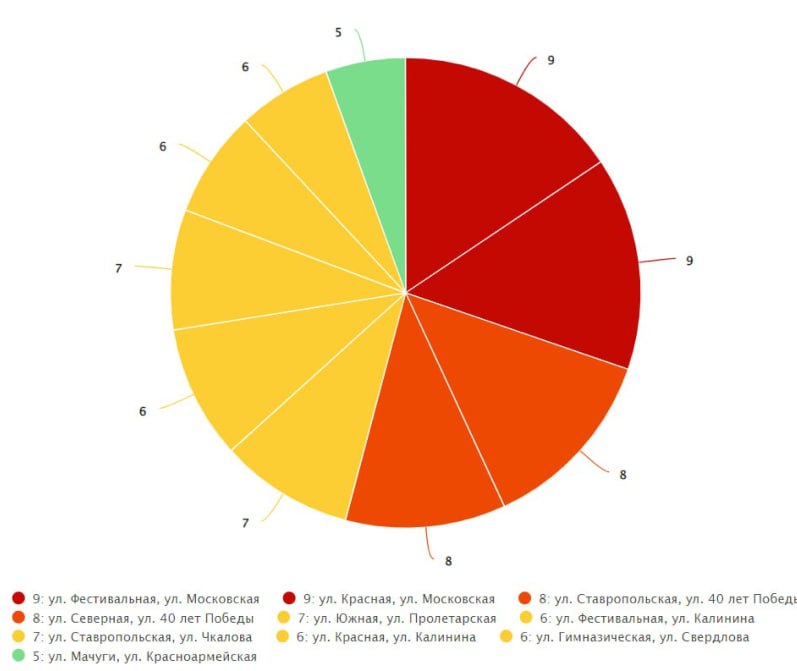 5
9
6
6
9
7
6
8
7
8
9: ул. Фестивальная, ул. Московская
9: ул. Красная, ул. Московская
8: ул. Ставропольская, ул. 40 лет Победы
8: ул. Северная, ул. 40 лет Победы
7: ул. Южная, ул. Пролетарская
6: ул. Фестивальная, ул. Калинина
7: ул. Ставропольская, ул. Чкалова
6: ул. Красная, ул. Калинина
6: ул. Гимназическая, ул. Свердлова
5: ул. Мачуги, ул. Красноармейская